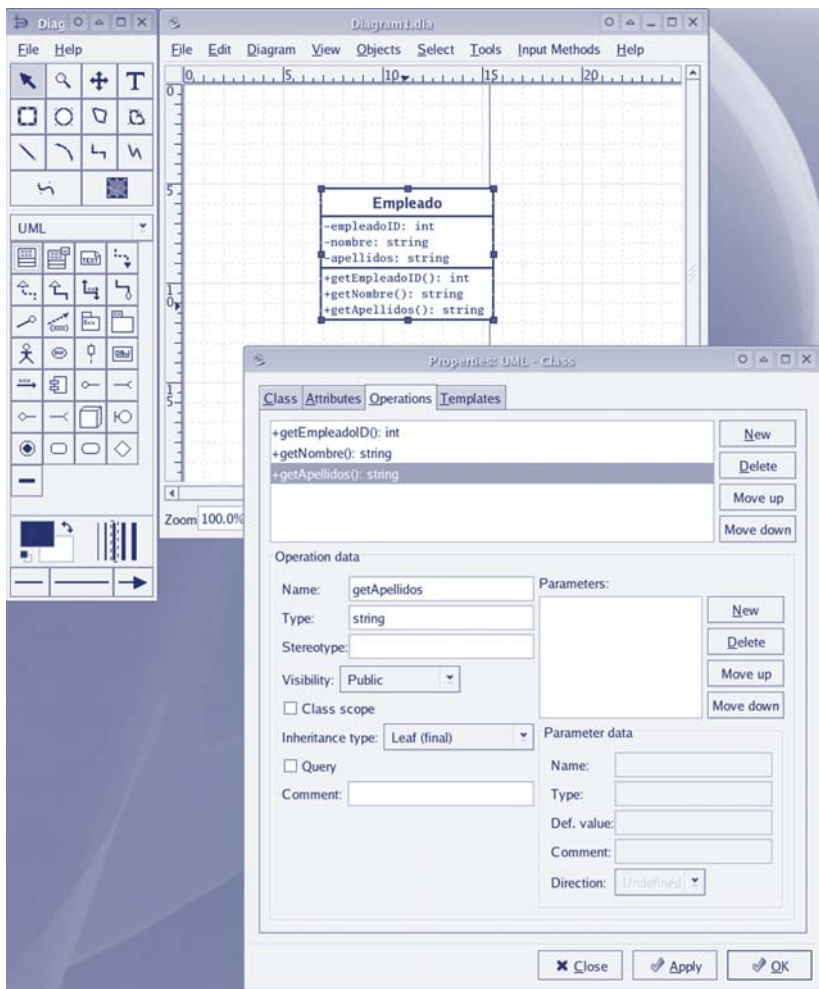 Diag
File Help
T
UML
Diagram1.dia
File Edit Diagram View Objects Select Tools Input Methods Help
0 5 10 15 20
0
5
10
15
Empleado
-empleadoID: int
-nombre: string
-apellidos: string
+getEmpleadoID(): int
+getNombre(): string
+getApellidos(): string
Zoom 100.0%
Properties: UML - Class
Class Attributes Operations Templates
+getEmpleadoID(): int
+getNombre(): string
+getApellidos(): string
New
Delete
Move up
Move down
Operation data
Name: getApellidos
Type: string
Stereotype:
Visibility: Public
Class scope
Inheritance type: Leaf (final)
Query
Comment:
Parameters:
New
Delete
Move up
Move down
Parameter data
Name:
Type:
Def. value:
Comment:
Direction: Undefined
Close Apply OK